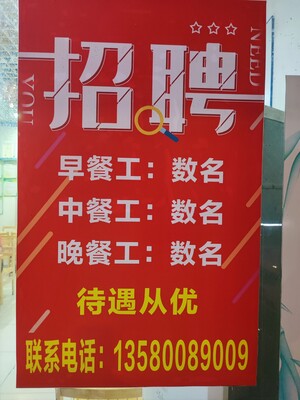 NEED
招聘
YOU
早餐工：数名
中餐工：数名
晚餐工：数名
待遇从优
联系电话：13580089009